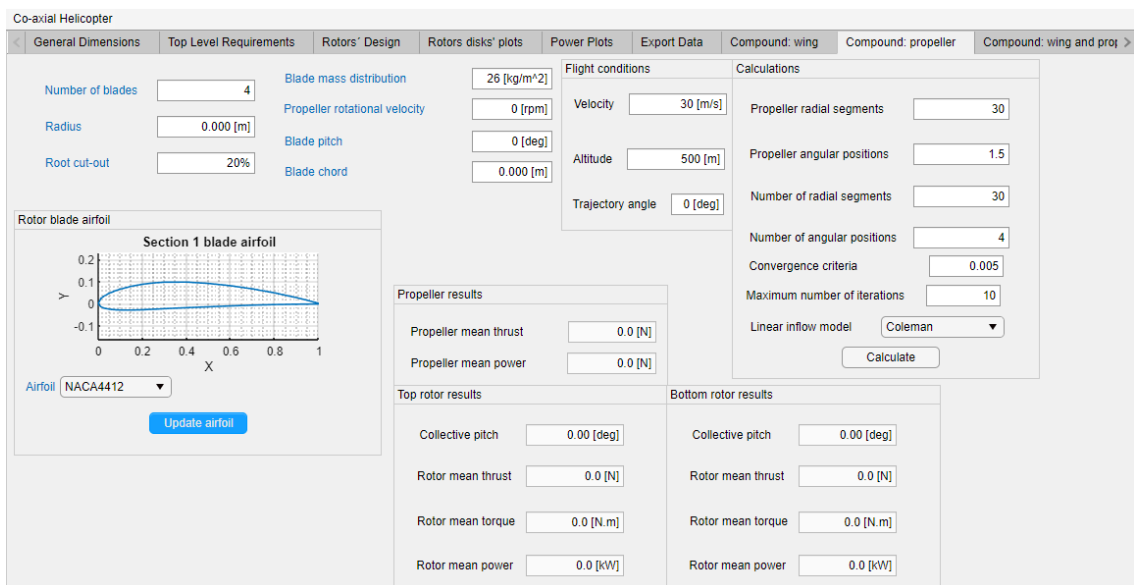 Co-axial Helicopter
General Dimensions Top Level Requirements Rotors´ Design Rotors disks' plots Power Plots Export Data Compound: wing Compound: propeller Compound: wing and prop
Number of blades 4
Radius 0.000 [m]
Root cut-out 20%
Blade mass distribution 26 [kg/m^2]
Propeller rotational velocity 0 [rpm]
Blade pitch 0 [deg]
Blade chord 0.000 [m]
Flight conditions
Velocity 30 [m/s]
Altitude 500 [m]
Trajectory angle 0 [deg]
Calculations
Propeller radial segments 30
Propeller angular positions 1.5
Number of radial segments 30
Number of angular positions 4
Convergence criteria 0.005
Maximum number of iterations 10
Linear inflow model Coleman
Calculate
Rotor blade airfoil
Section 1 blade airfoil
0.2
0.1
0
-0.1
Y
0 0.2 0.4 0.6 0.8 1
X
Airfoil NACA4412
Update airfoil
Propeller results
Propeller mean thrust 0.0 [N]
Propeller mean power 0.0 [N]
Top rotor results
Collective pitch 0.00 [deg]
Rotor mean thrust 0.0 [N]
Rotor mean torque 0.0 [N.m]
Rotor mean power 0.0 [kW]
Bottom rotor results
Collective pitch 0.00 [deg]
Rotor mean thrust 0.0 [N]
Rotor mean torque 0.0 [N.m]
Rotor mean power 0.0 [kW]